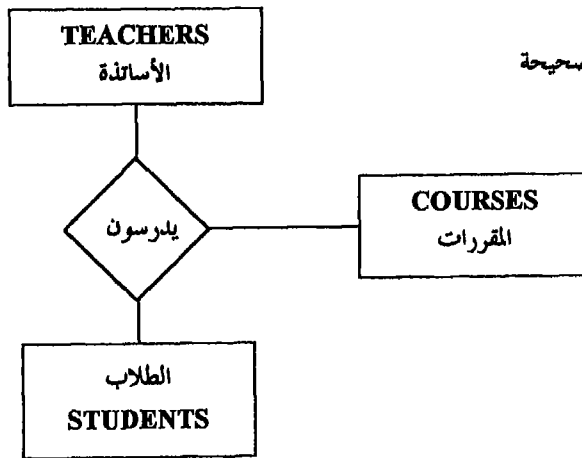 TEACHERS
الأساتذة
صحيحة
يدرسون
COURSES
المقررات
الطلاب
STUDENTS